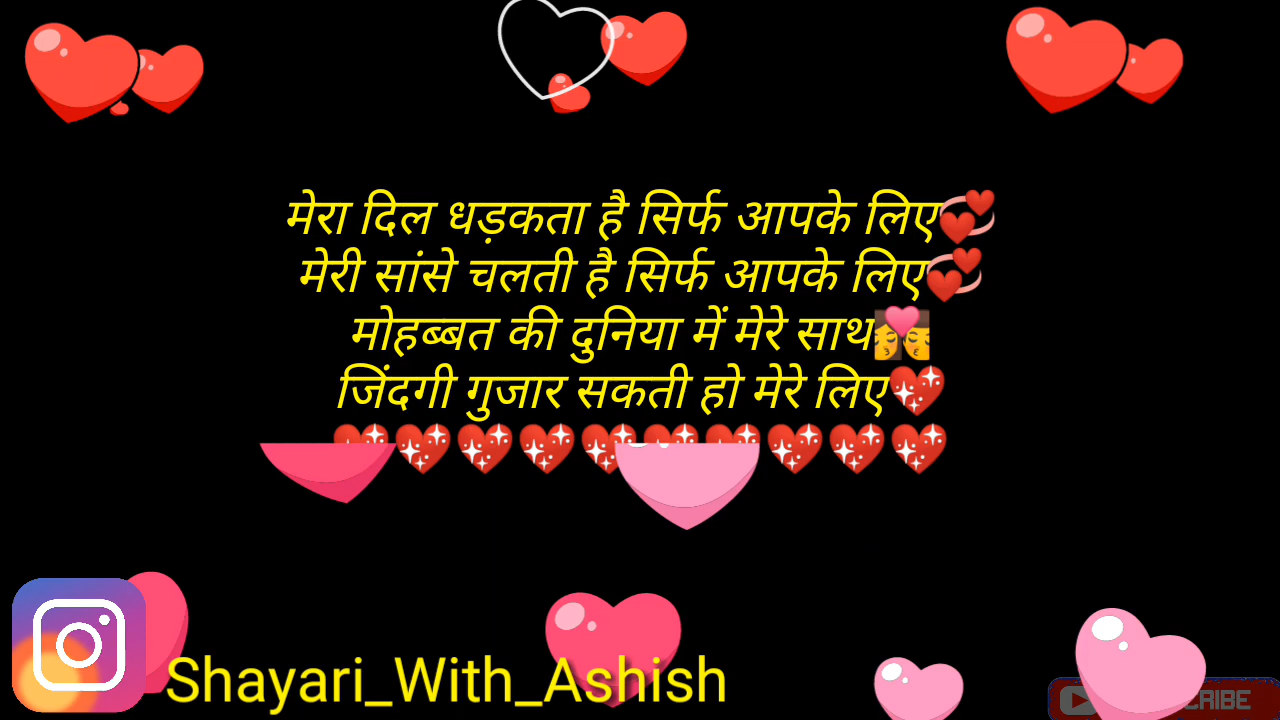 मेरा दिल धड़कता है सिर्फ आपके लिए💞
मेरी सांसे चलती है सिर्फ आपके लिए💞
मोहब्बत की दुनिया में मेरे साथ👩‍❤️‍💋‍👩
जिंदगी गुजार सकती हो मेरे लिए💖
💖💖💖💖💖💖💖💖💖💖
Shayari_With_Ashish